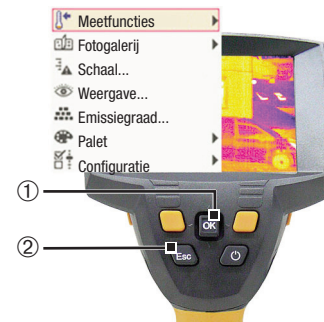 Meetfuncties
Fotogalerij
Schaal...
Weergave...
Emissiegraad...
Palet
Configuratie
①
OK
②
Esc